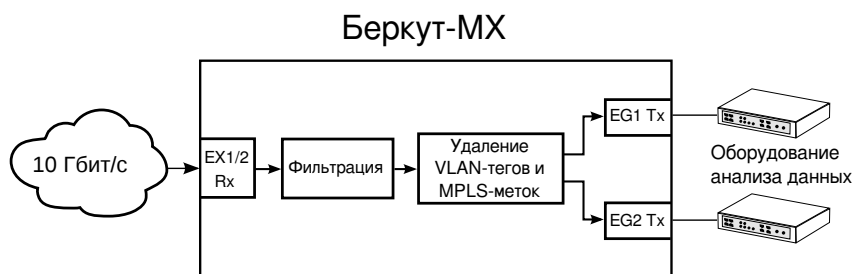 Беркут-МХ
10 Гбит/с
EX1/2
Rx
Фильтрация
Удаление
VLAN-тегов и
MPLS-меток
EG1 Tx
EG2 Tx
Оборудование
анализа данных